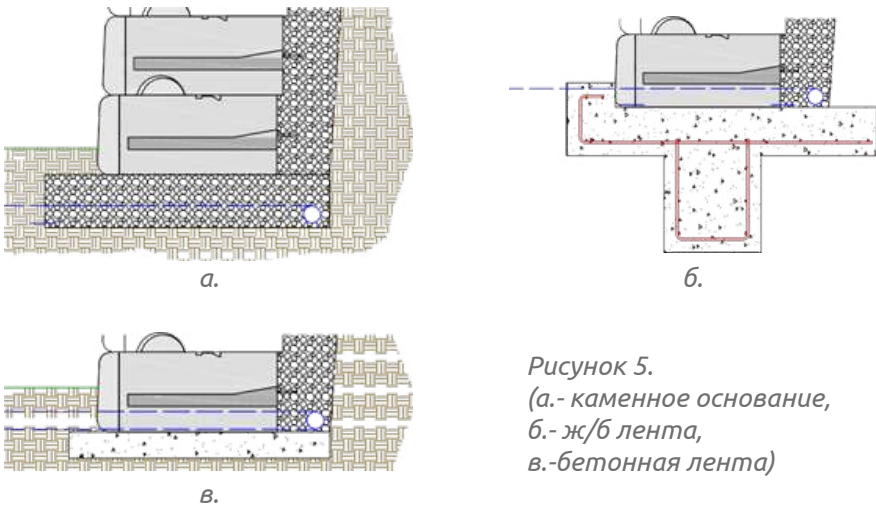 а.
б.
в.
Рисунок 5.
(а.- каменное основание,
б.- ж/б лента,
в.-бетонная лента)